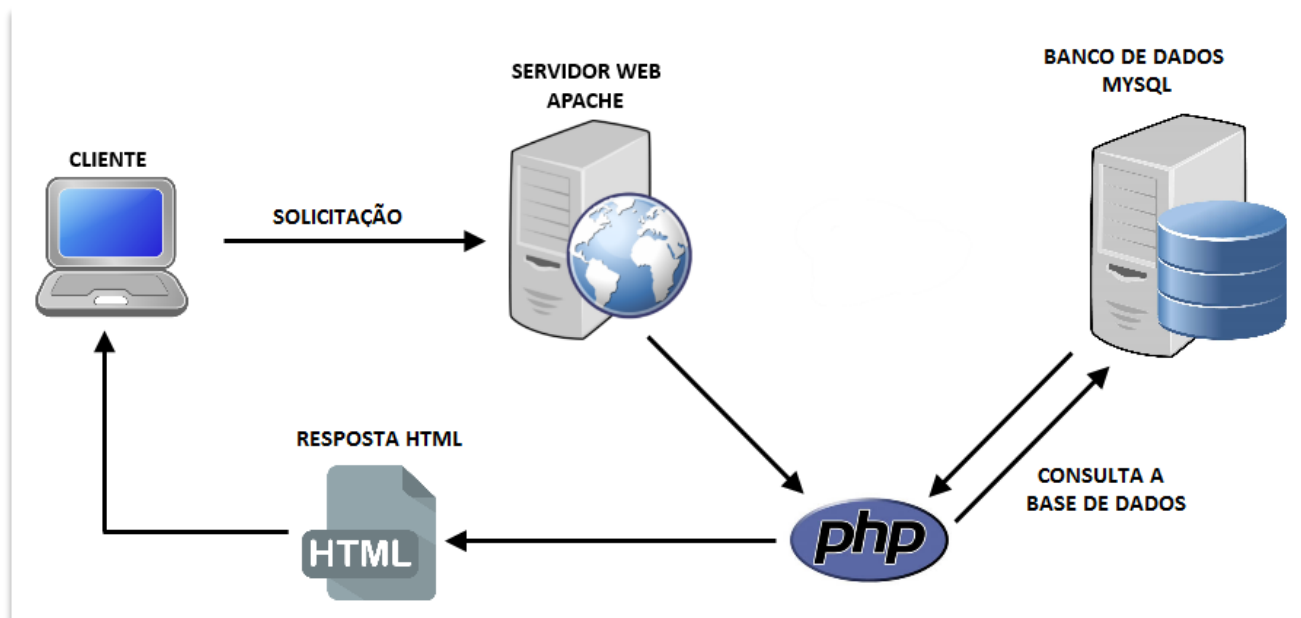 BANCO DE DADOS
MYSQL
SERVIDOR WEB
APACHE
CLIENTE
SOLICITAÇÃO
RESPOSTA HTML
HTML
php
CONSULTA A
BASE DE DADOS